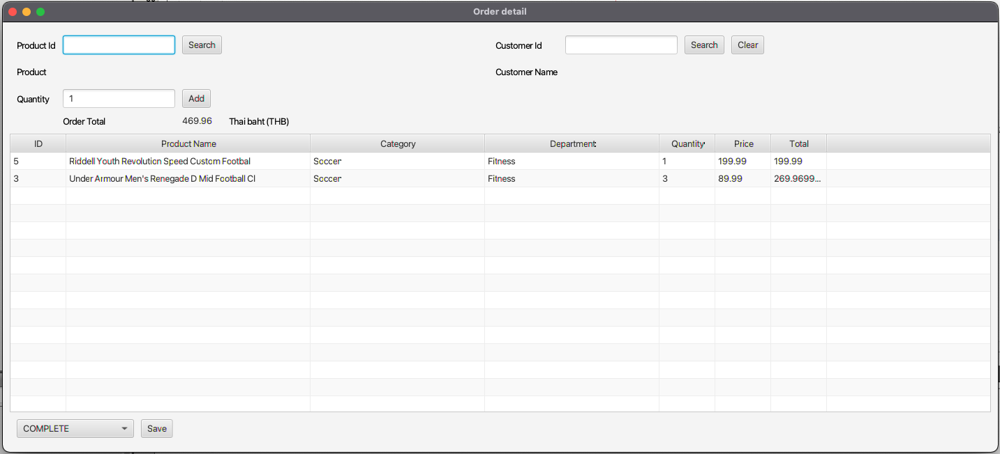 Order detail
Product Id Search Customer Id Search Clear
Product Customer Name
Quantity 1 Add
Order Total 469.96 Thai baht (THB)
ID Product Name Category Department Quantity Price Total
5 Riddell Youth Revolution Speed Custom Footbal Soccer Fitness 1 199.99 199.99
3 Under Armour Men's Renegade D Mid Football Cl Soccer Fitness 3 89.99 269.9699...
COMPLETE Save